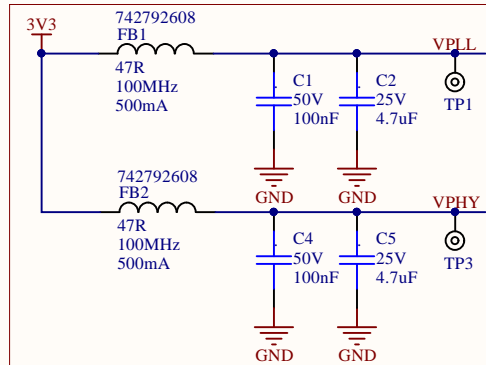 742792608
3V3
FB1
VPLL
47R
100MHz
500mA
C1
50V
100nF
C2
25V
4.7uF
TP1
GND
GND
742792608
FB2
VPHY
47R
100MHz
500mA
C4
50V
100nF
C5
25V
4.7uF
TP3
GND
GND